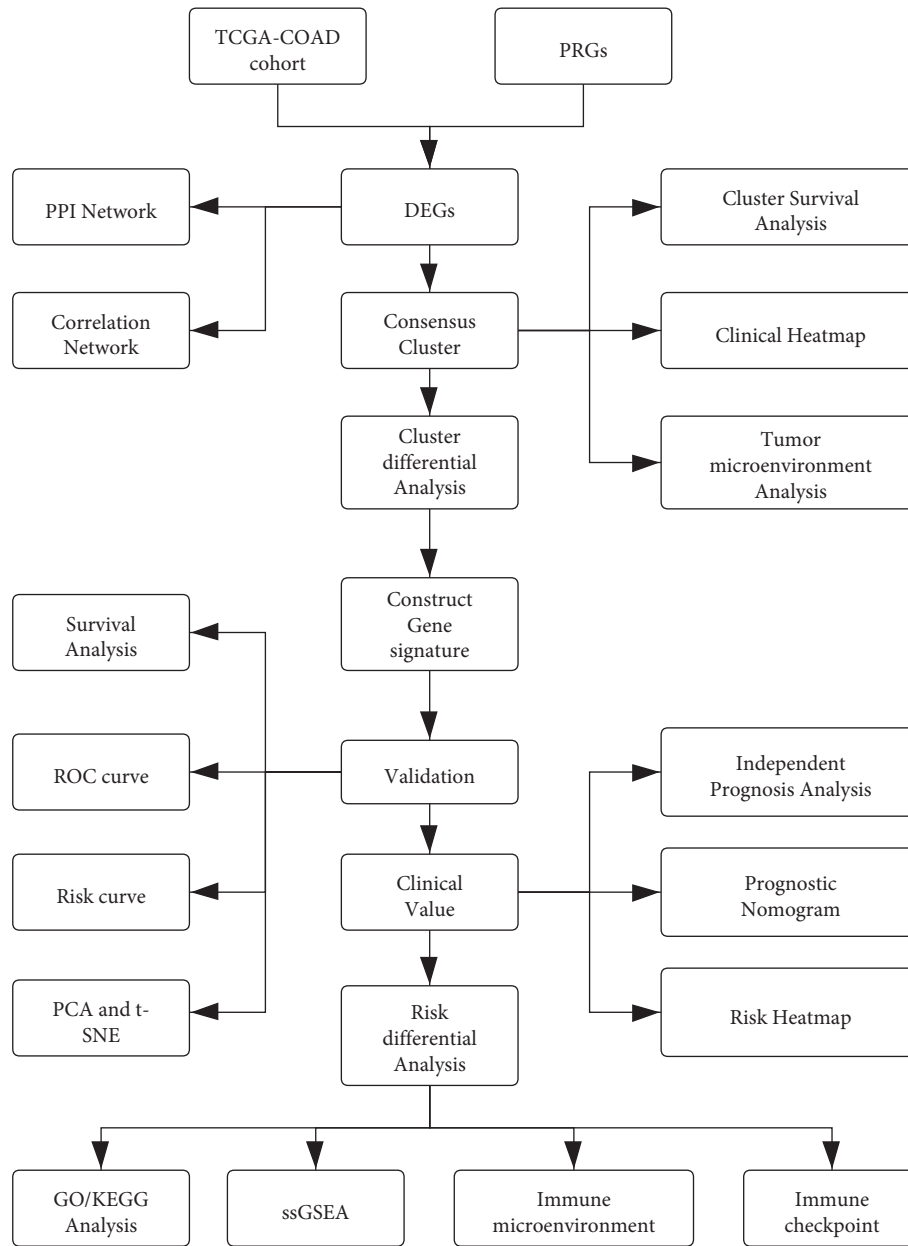 TCGA-COAD
cohort
PRGs
PPI Network
DEGs
Cluster Survival
Analysis
Correlation
Network
Consensus
Cluster
Clinical Heatmap
Cluster
differential
Analysis
Tumor
microenvironment
Analysis
Construct
Gene
signature
Survival
Analysis
ROC curve
Validation
Independent
Prognosis Analysis
Risk curve
Clinical
Value
Prognostic
Nomogram
PCA and t-
SNE
Risk
differential
Analysis
Risk Heatmap
GO/KEGG
Analysis
ssGSEA
Immune
microenvironment
Immune
checkpoint